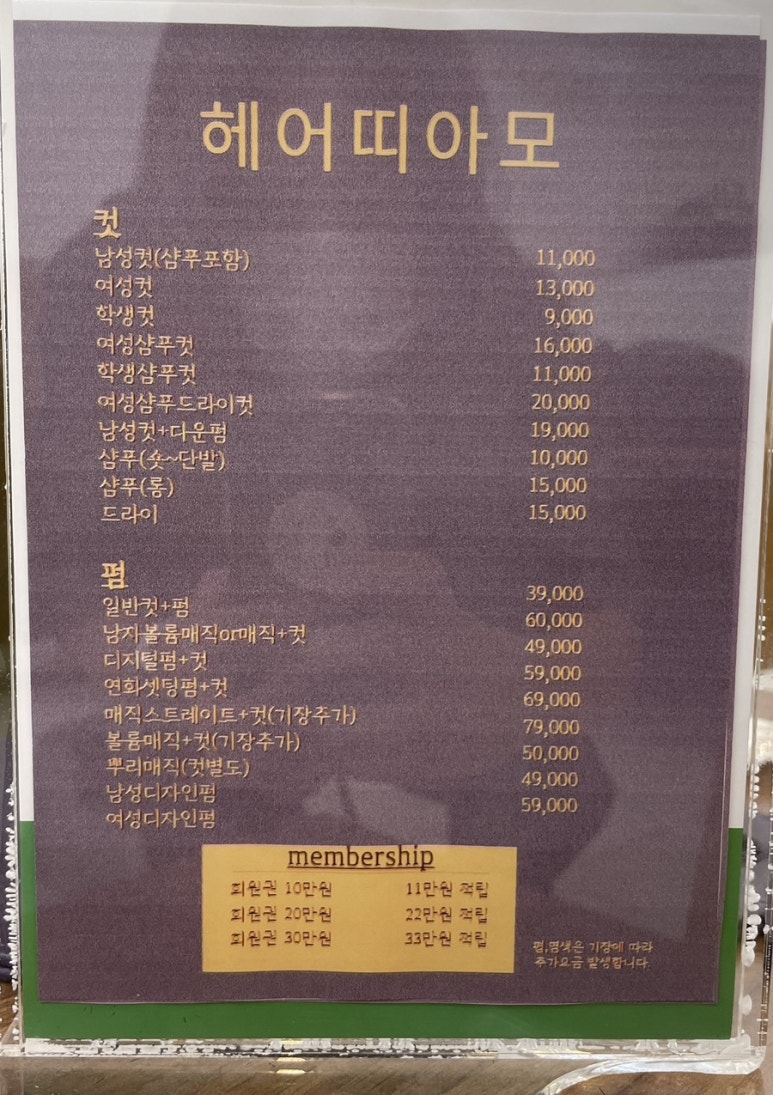 헤어띠아모
컷
남성컷(샴푸포함) 11,000
여성컷 13,000
학생컷 9,000
여성샴푸컷 16,000
학생샴푸컷 11,000
여성샴푸드라이컷 20,000
남성컷+다운펌 19,000
샴푸(숏~단발) 10,000
샴푸(롱) 15,000
드라이 15,000
펌
일반컷+펌 39,000
남자볼륨매직or매직+컷 60,000
디지털펌+컷 49,000
연화셋팅펌+컷 59,000
매직스트레이트+컷(기장추가) 69,000
볼륨매직+컷(기장추가) 79,000
뿌리매직(컷별도) 50,000
남성디자인펌 49,000
여성디자인펌 59,000
membership
회원권 10만원 11만원 적립
회원권 20만원 22만원 적립
회원권 30만원 33만원 적립
펌,염색은 기장에 따라
추가요금 발생합니다.